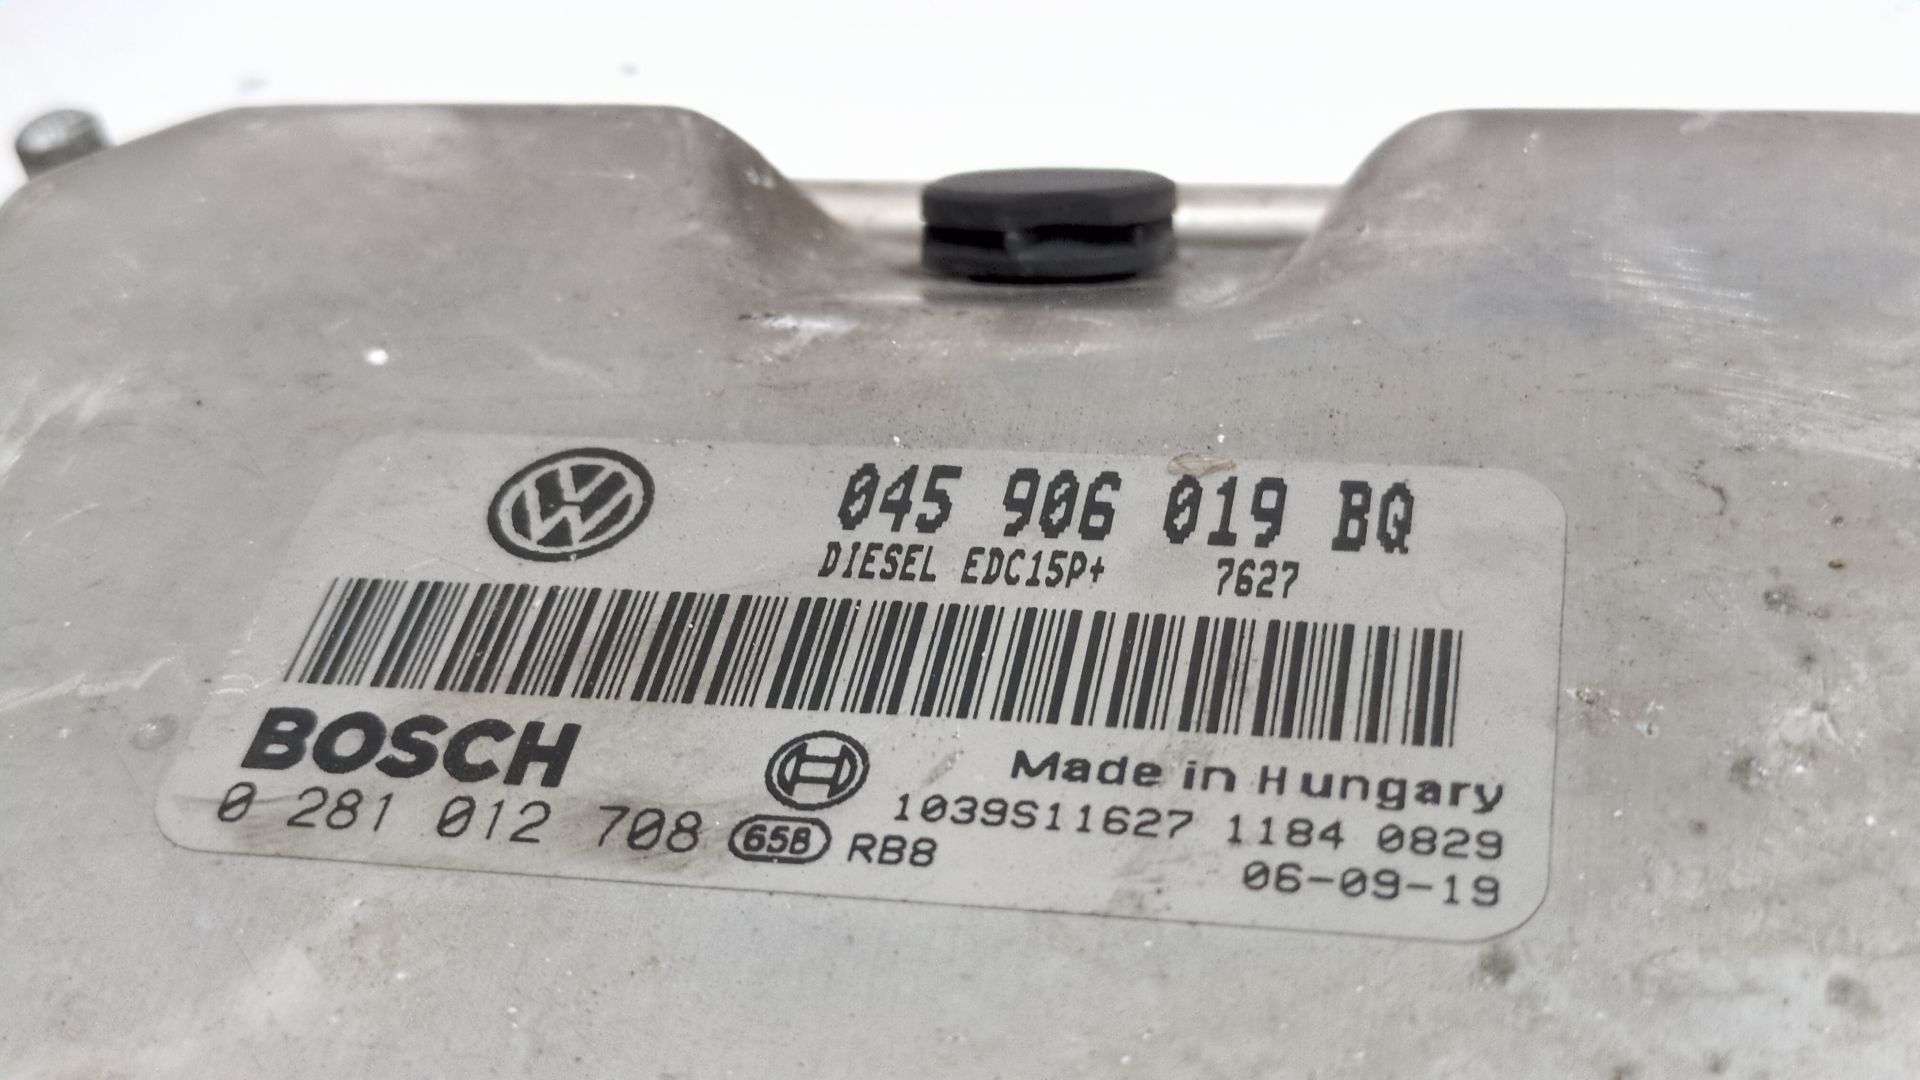 045 906 019 BQ
DIESEL EDC15P+ 7627
BOSCH
Made in Hungary
0 281 012 708 658 RB8
1039S11627 1184 0829
06-09-19